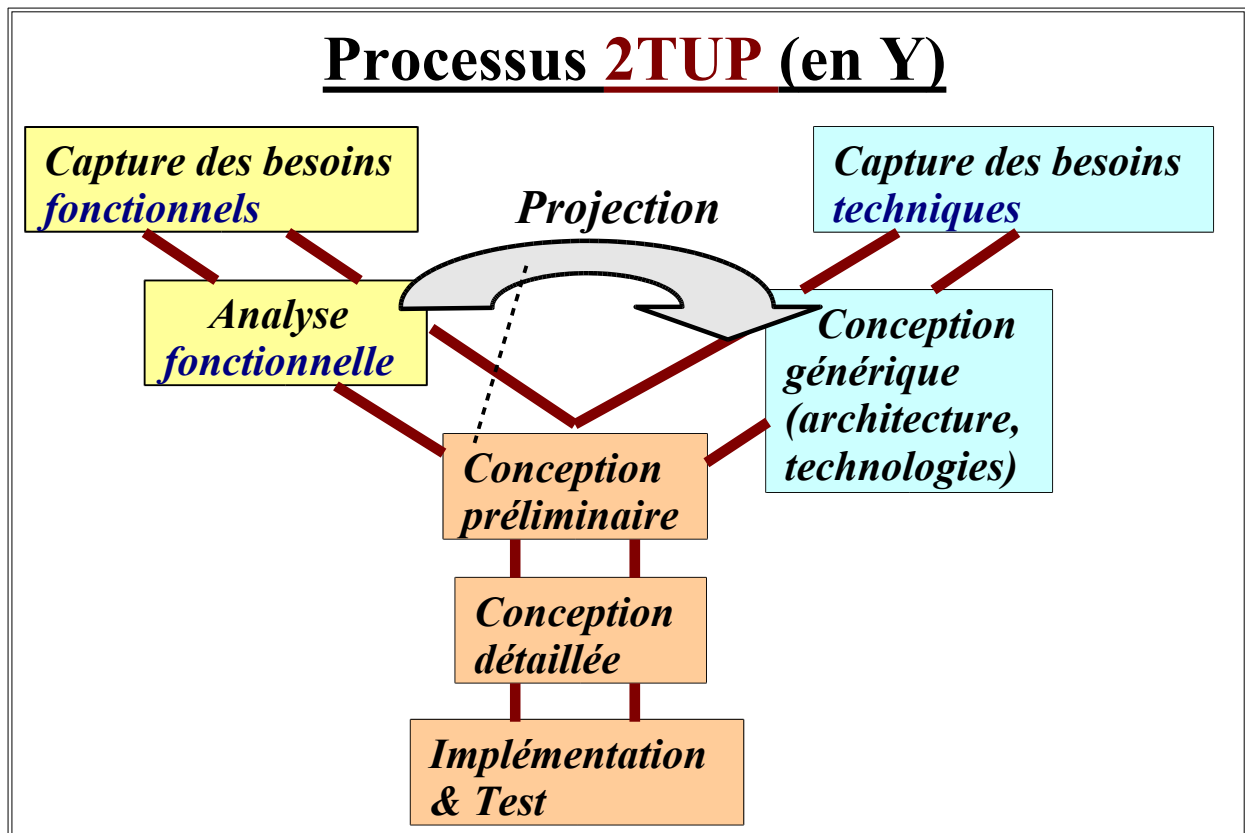 Processus 2TUP (en Y)
Capture des besoins
fonctionnels
Capture des besoins
techniques
Projection
Analyse
fonctionnelle
Conception
générique
(architecture,
technologies)
Conception
préliminaire
Conception
détaillée
Implémentation
& Test